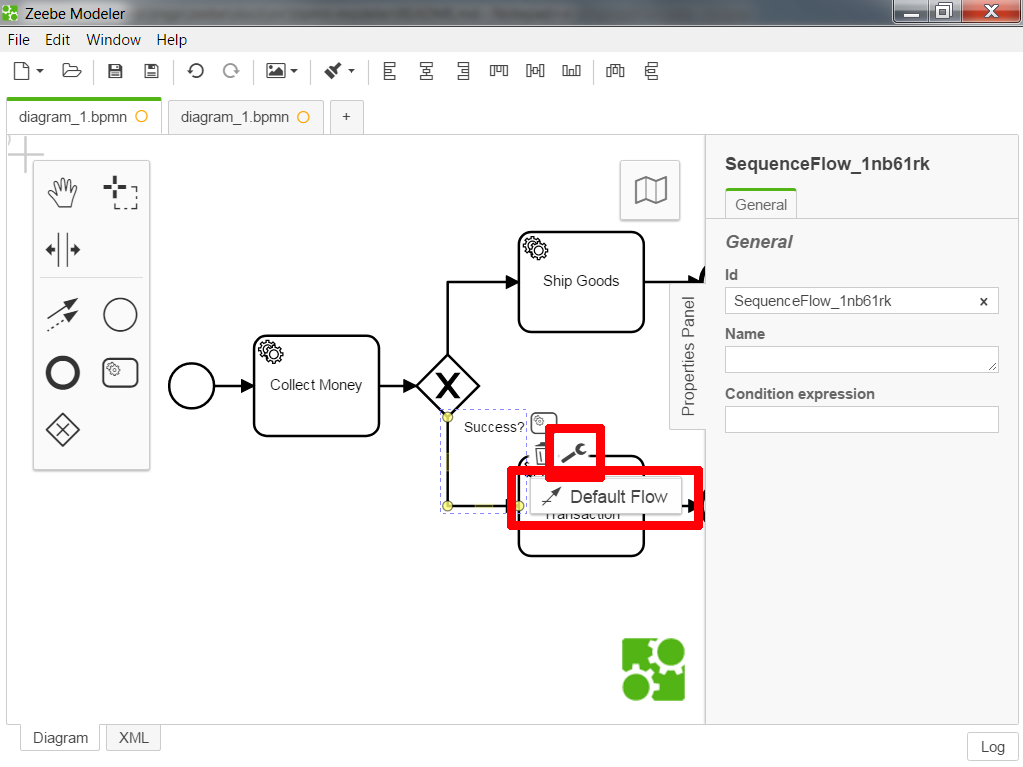 Zeebe Modeler
File Edit Window Help
diagram_1.bpmn
diagram_1.bpmn
+
SequenceFlow_1nb61rk
General
General
Id
SequenceFlow_1nb61rk
Name
Condition expression
Properties Panel
Ship Goods
Collect Money
Success?
Default Flow
Transaction
Diagram
XML
Log